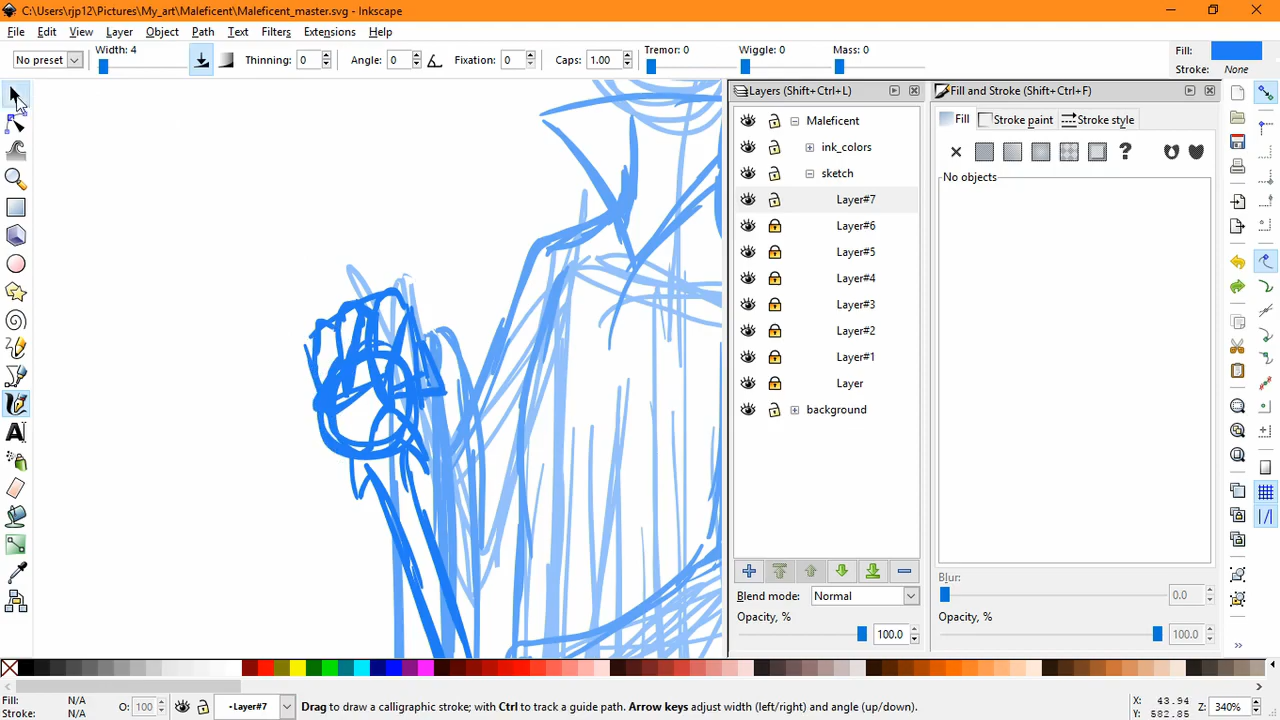 C:\Users\rjp12\Pictures\My_art\Maleficent\Maleficent_master.svg - Inkscape
File Edit View Layer Object Path Text Filters Extensions Help
No preset Width: 4 Thinning: 0 Angle: 0 Fixation: 0 Caps: 1.00 Tremor: 0 Wiggle: 0 Mass: 0 Fill:
Stroke: None
Layers (Shift+Ctrl+L) Fill and Stroke (Shift+Ctrl+F)
Maleficent
ink_colors
sketch
Layer#7
Layer#6
Layer#5
Layer#4
Layer#3
Layer#2
Layer#1
Layer
background
Blend mode: Normal
Opacity, % 100.0
Fill Stroke paint Stroke style
No objects
Blur: 0.0
Opacity, % 100.0
Fill: N/A
Stroke: N/A
O: 100
Layer#7
Drag to draw a calligraphic stroke; with Ctrl to track a guide path. Arrow keys adjust width (left/right) and angle (up/down).
X: 43.94
Y: 582.85
Z: 340%